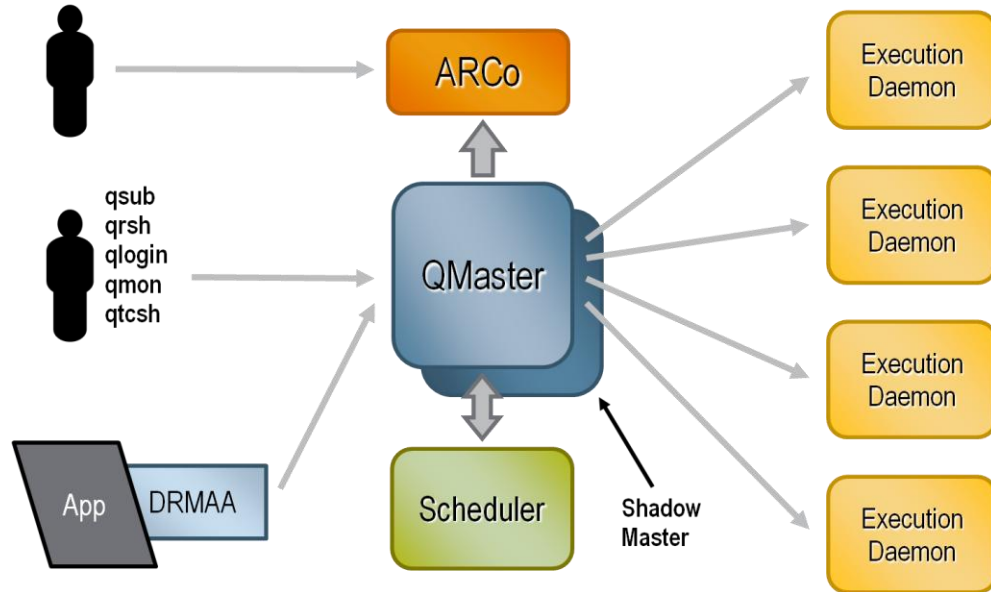 ARCo
Execution
Daemon
qsub
qrsh
qlogin
qmon
qtcsh
QMaster
Execution
Daemon
Execution
Daemon
App
DRMAA
Scheduler
Shadow
Master
Execution
Daemon